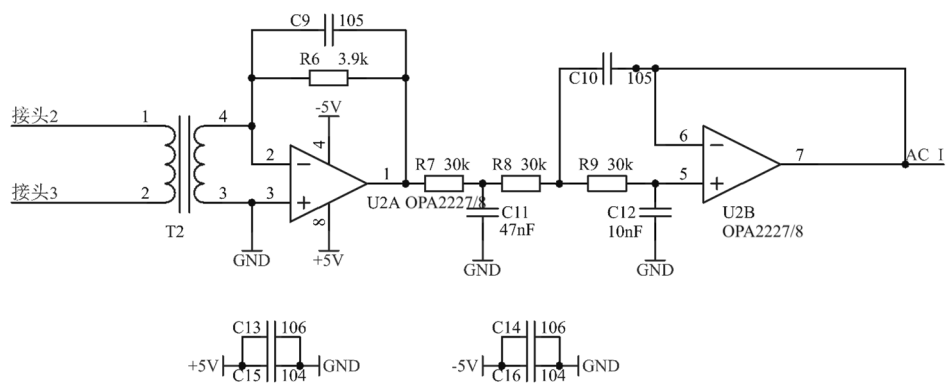 C9 105
R6 3.9k
C10 105
-5V
接头2 1 4
4
2
6
7
AC I
1
R7 30k R8 30k R9 30k
5
接头3 2 3 3
8
U2A OPA2227/8
C11
47nF
C12
10nF
U2B
OPA2227/8
T2
GND
+5V
GND
GND
C13 106
+5V GND
C15 104
C14 106
-5V GND
C16 104